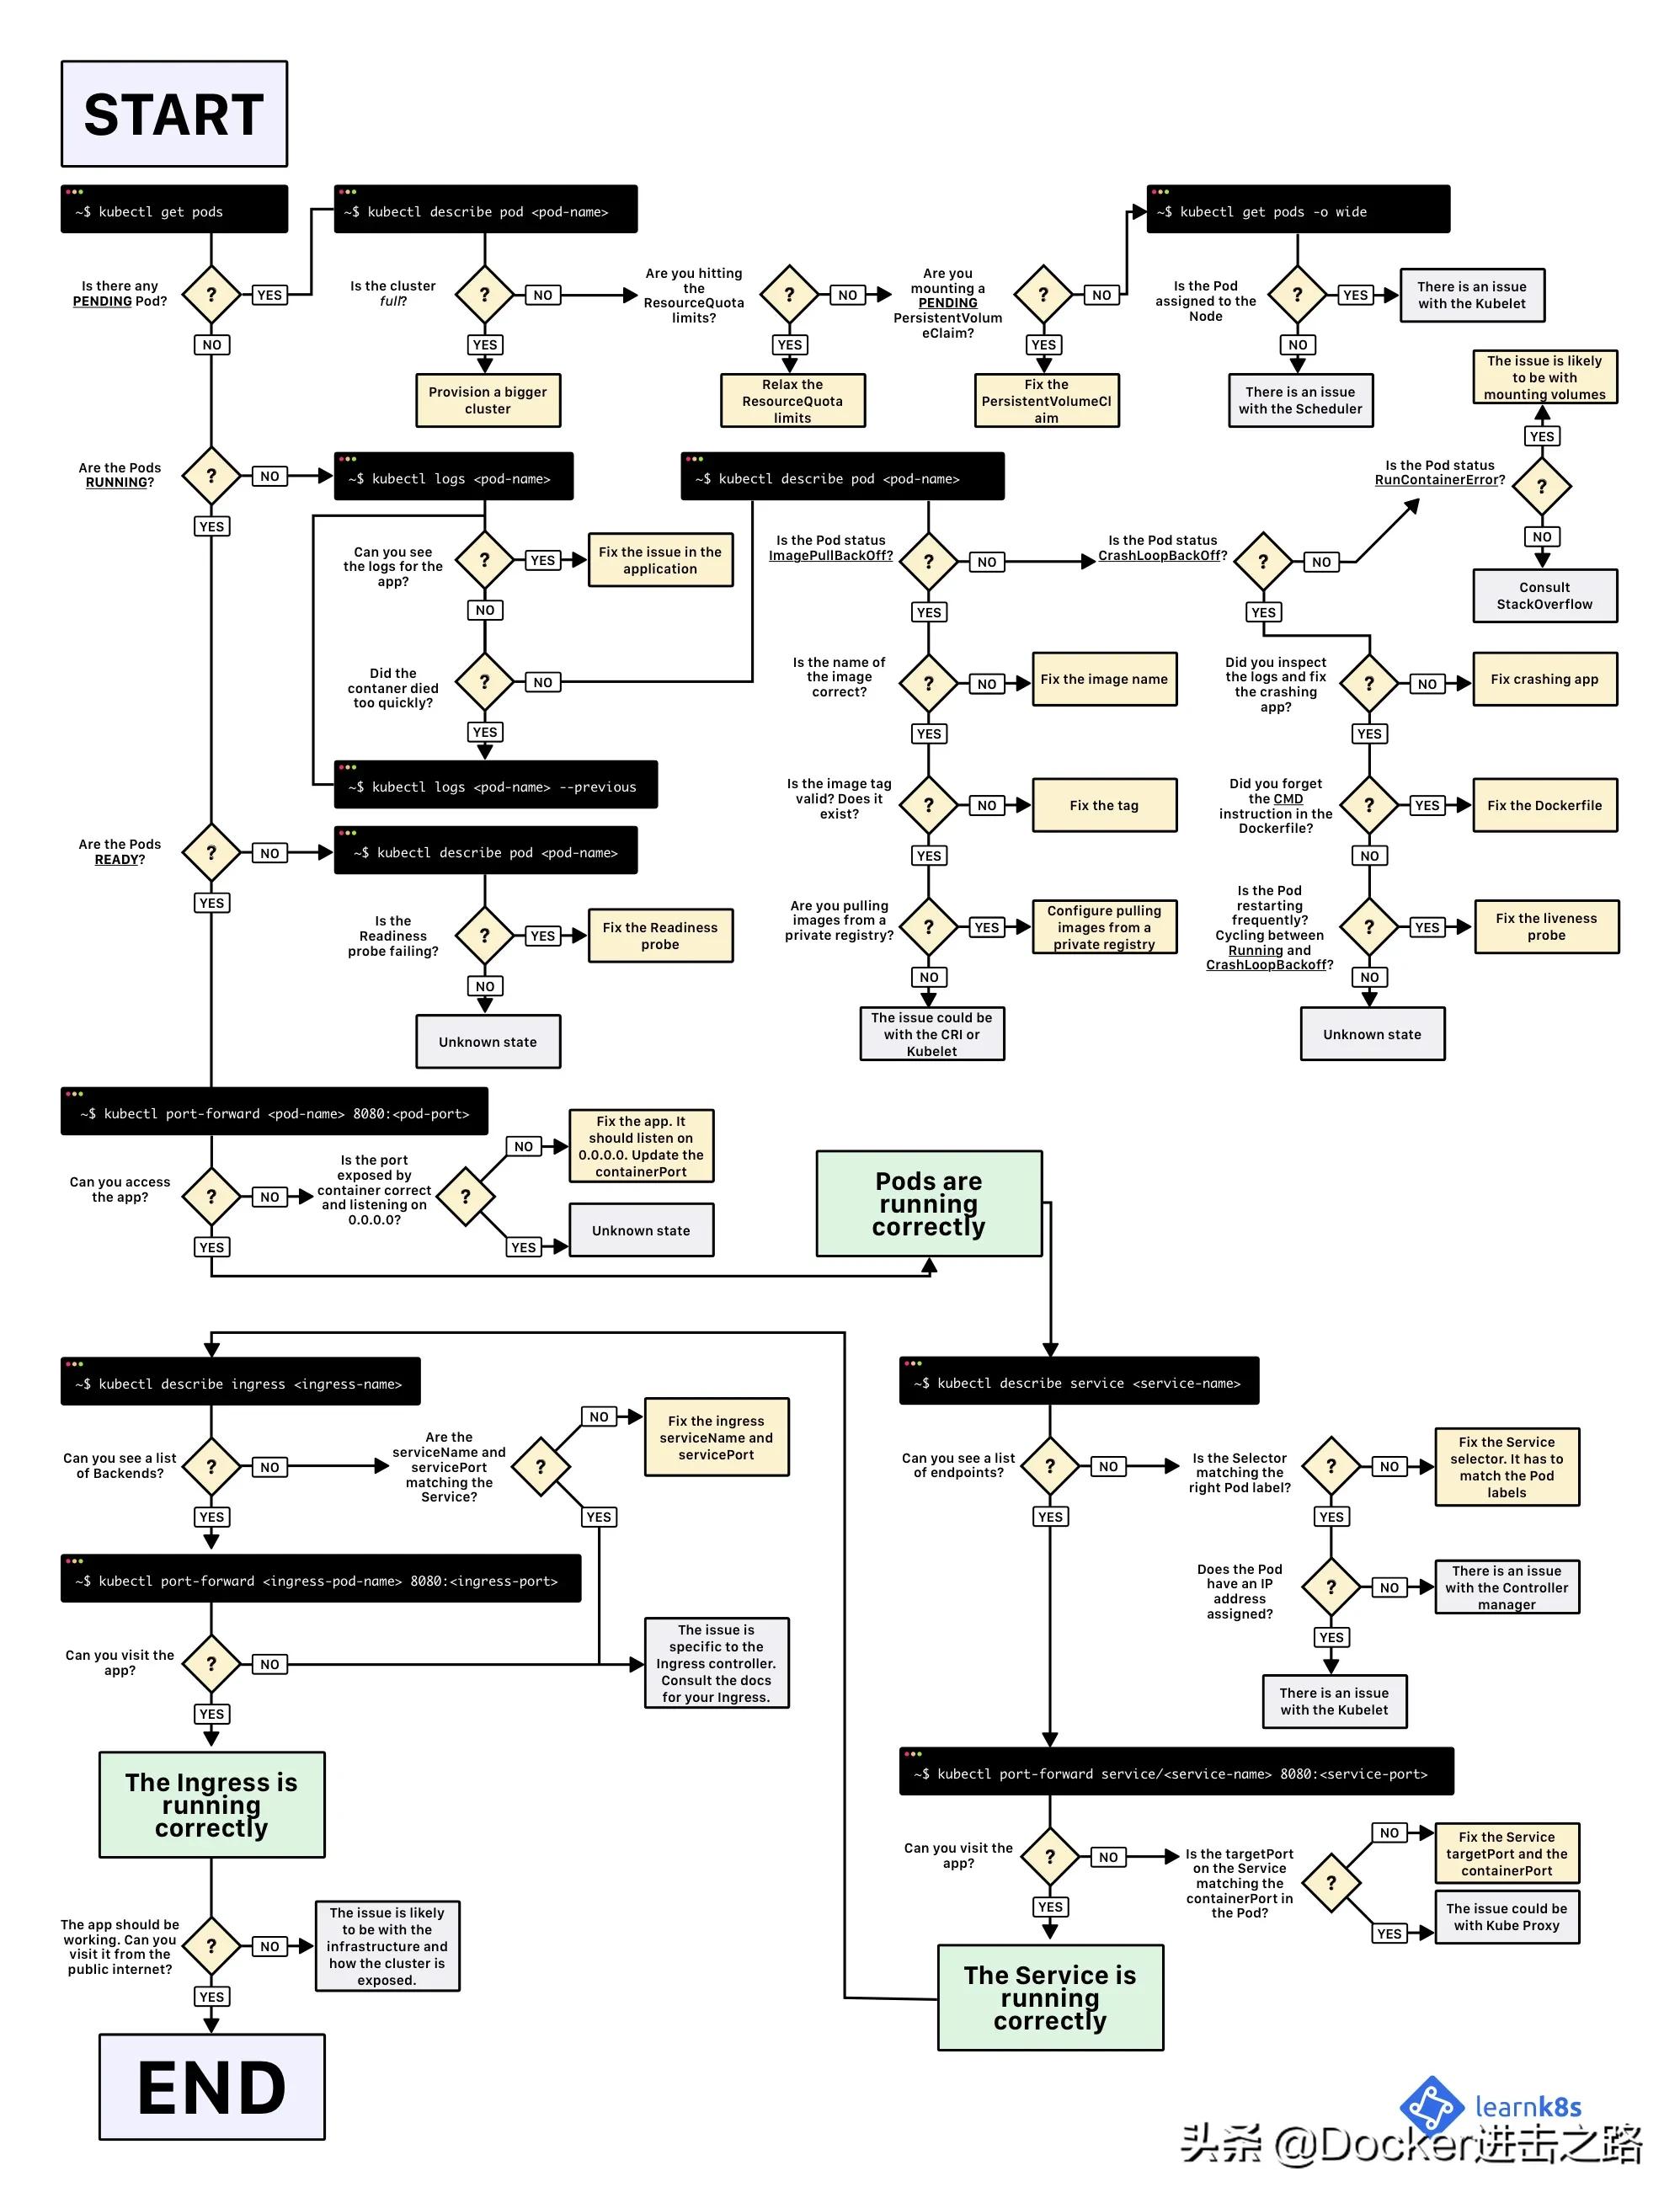 START
~$ kubectl get pods
~$ kubectl describe pod <pod-name>
~$ kubectl get pods -o wide
Is there any
PENDING Pod?
?
YES
NO
Is the cluster
full?
?
NO
YES
Provision a bigger
cluster
Are you hitting
the
ResourceQuota
limits?
?
NO
YES
Relax the
ResourceQuota
limits
Are you
mounting a
PENDING
PersistentVolum
eClaim?
?
NO
YES
Fix the
PersistentVolumeCl
aim
Is the Pod
assigned to the
Node
?
YES
There is an issue
with the Kubelet
NO
There is an issue
with the Scheduler
The issue is likely
to be with
mounting volumes
YES
Is the Pod status
RunContainerError?
?
NO
Consult
StackOverflow
Are the Pods
RUNNING?
?
NO
YES
~$ kubectl logs <pod-name>
Can you see
the logs for the
app?
?
YES
Fix the issue in the
application
NO
Did the
contaner died
too quickly?
?
NO
YES
~$ kubectl logs <pod-name> --previous
~$ kubectl describe pod <pod-name>
Is the Pod status
ImagePullBackOff?
?
NO
YES
Is the name of
the image
correct?
?
NO
Fix the image name
YES
Is the image tag
valid? Does it
exist?
?
NO
Fix the tag
YES
Are you pulling
images from a
private registry?
?
YES
Configure pulling
images from a
private registry
NO
The issue could be
with the CRI or
Kubelet
Is the Pod status
CrashLoopBackOff?
?
NO
YES
Did you inspect
the logs and fix
the crashing
app?
?
NO
Fix crashing app
YES
Did you forget
the CMD
instruction in the
Dockerfile?
?
YES
Fix the Dockerfile
NO
Is the Pod
restarting
frequently?
Cycling between
Running and
CrashLoopBackoff?
?
YES
Fix the liveness
probe
NO
Unknown state
Are the Pods
READY?
?
NO
YES
~$ kubectl describe pod <pod-name>
Is the
Readiness
probe failing?
?
YES
Fix the Readiness
probe
NO
Unknown state
~$ kubectl port-forward <pod-name> 8080:<pod-port>
Can you access
the app?
?
NO
YES
Is the port
exposed by
container correct
and listening on
0.0.0.0?
?
NO
Fix the app. It
should listen on
0.0.0.0. Update the
containerPort
YES
Unknown state
Pods are
running
correctly
~$ kubectl describe ingress <ingress-name>
Can you see a list
of Backends?
?
NO
YES
Are the
serviceName and
servicePort
matching the
Service?
?
NO
Fix the ingress
serviceName and
servicePort
YES
~$ kubectl port-forward <ingress-pod-name> 8080:<ingress-port>
Can you visit the
app?
?
NO
The issue is
specific to the
Ingress controller.
Consult the docs
for your Ingress.
YES
The Ingress is
running
correctly
The app should be
working. Can you
visit it from the
public internet?
?
NO
The issue is likely
to be with the
infrastructure and
how the cluster is
exposed.
YES
END
~$ kubectl describe service <service-name>
Can you see a list
of endpoints?
?
NO
YES
Is the Selector
matching the
right Pod label?
?
NO
Fix the Service
selector. It has to
match the Pod
labels
YES
Does the Pod
have an IP
address
assigned?
?
NO
There is an issue
with the Controller
manager
YES
There is an issue
with the Kubelet
~$ kubectl port-forward service/<service-name> 8080:<service-port>
Can you visit the
app?
?
NO
YES
Is the targetPort
on the Service
matching the
containerPort in
the Pod?
?
NO
Fix the Service
targetPort and the
containerPort
YES
The issue could be
with Kube Proxy
The Service is
running
correctly
learnk8s
头条 @Docker进击之路